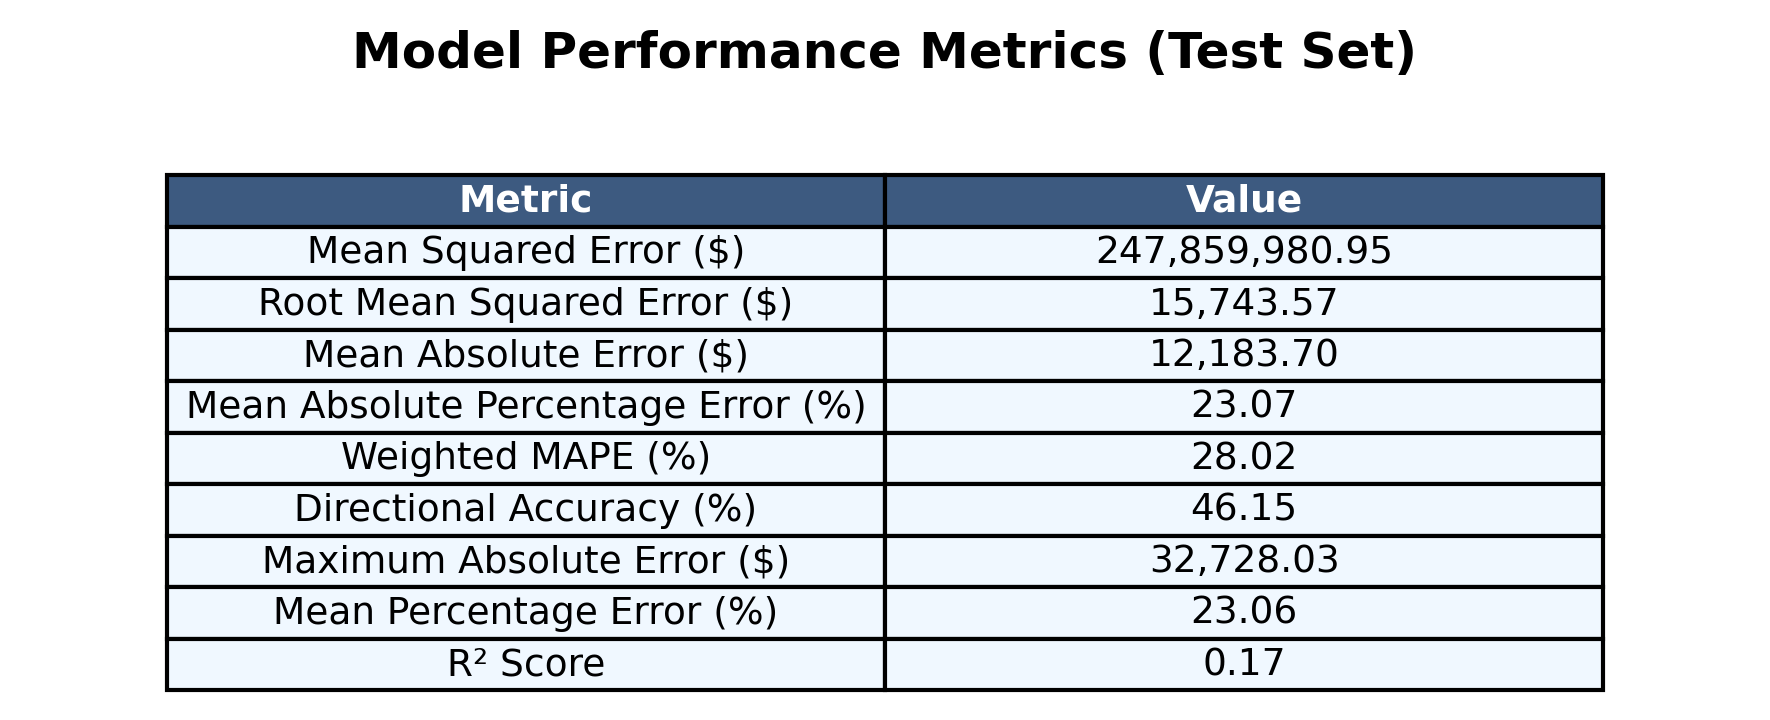 Model Performance Metrics (Test Set)
Metric Value
Mean Squared Error ($) 247,859,980.95
Root Mean Squared Error ($) 15,743.57
Mean Absolute Error ($) 12,183.70
Mean Absolute Percentage Error (%) 23.07
Weighted MAPE (%) 28.02
Directional Accuracy (%) 46.15
Maximum Absolute Error ($) 32,728.03
Mean Percentage Error (%) 23.06
R² Score 0.17